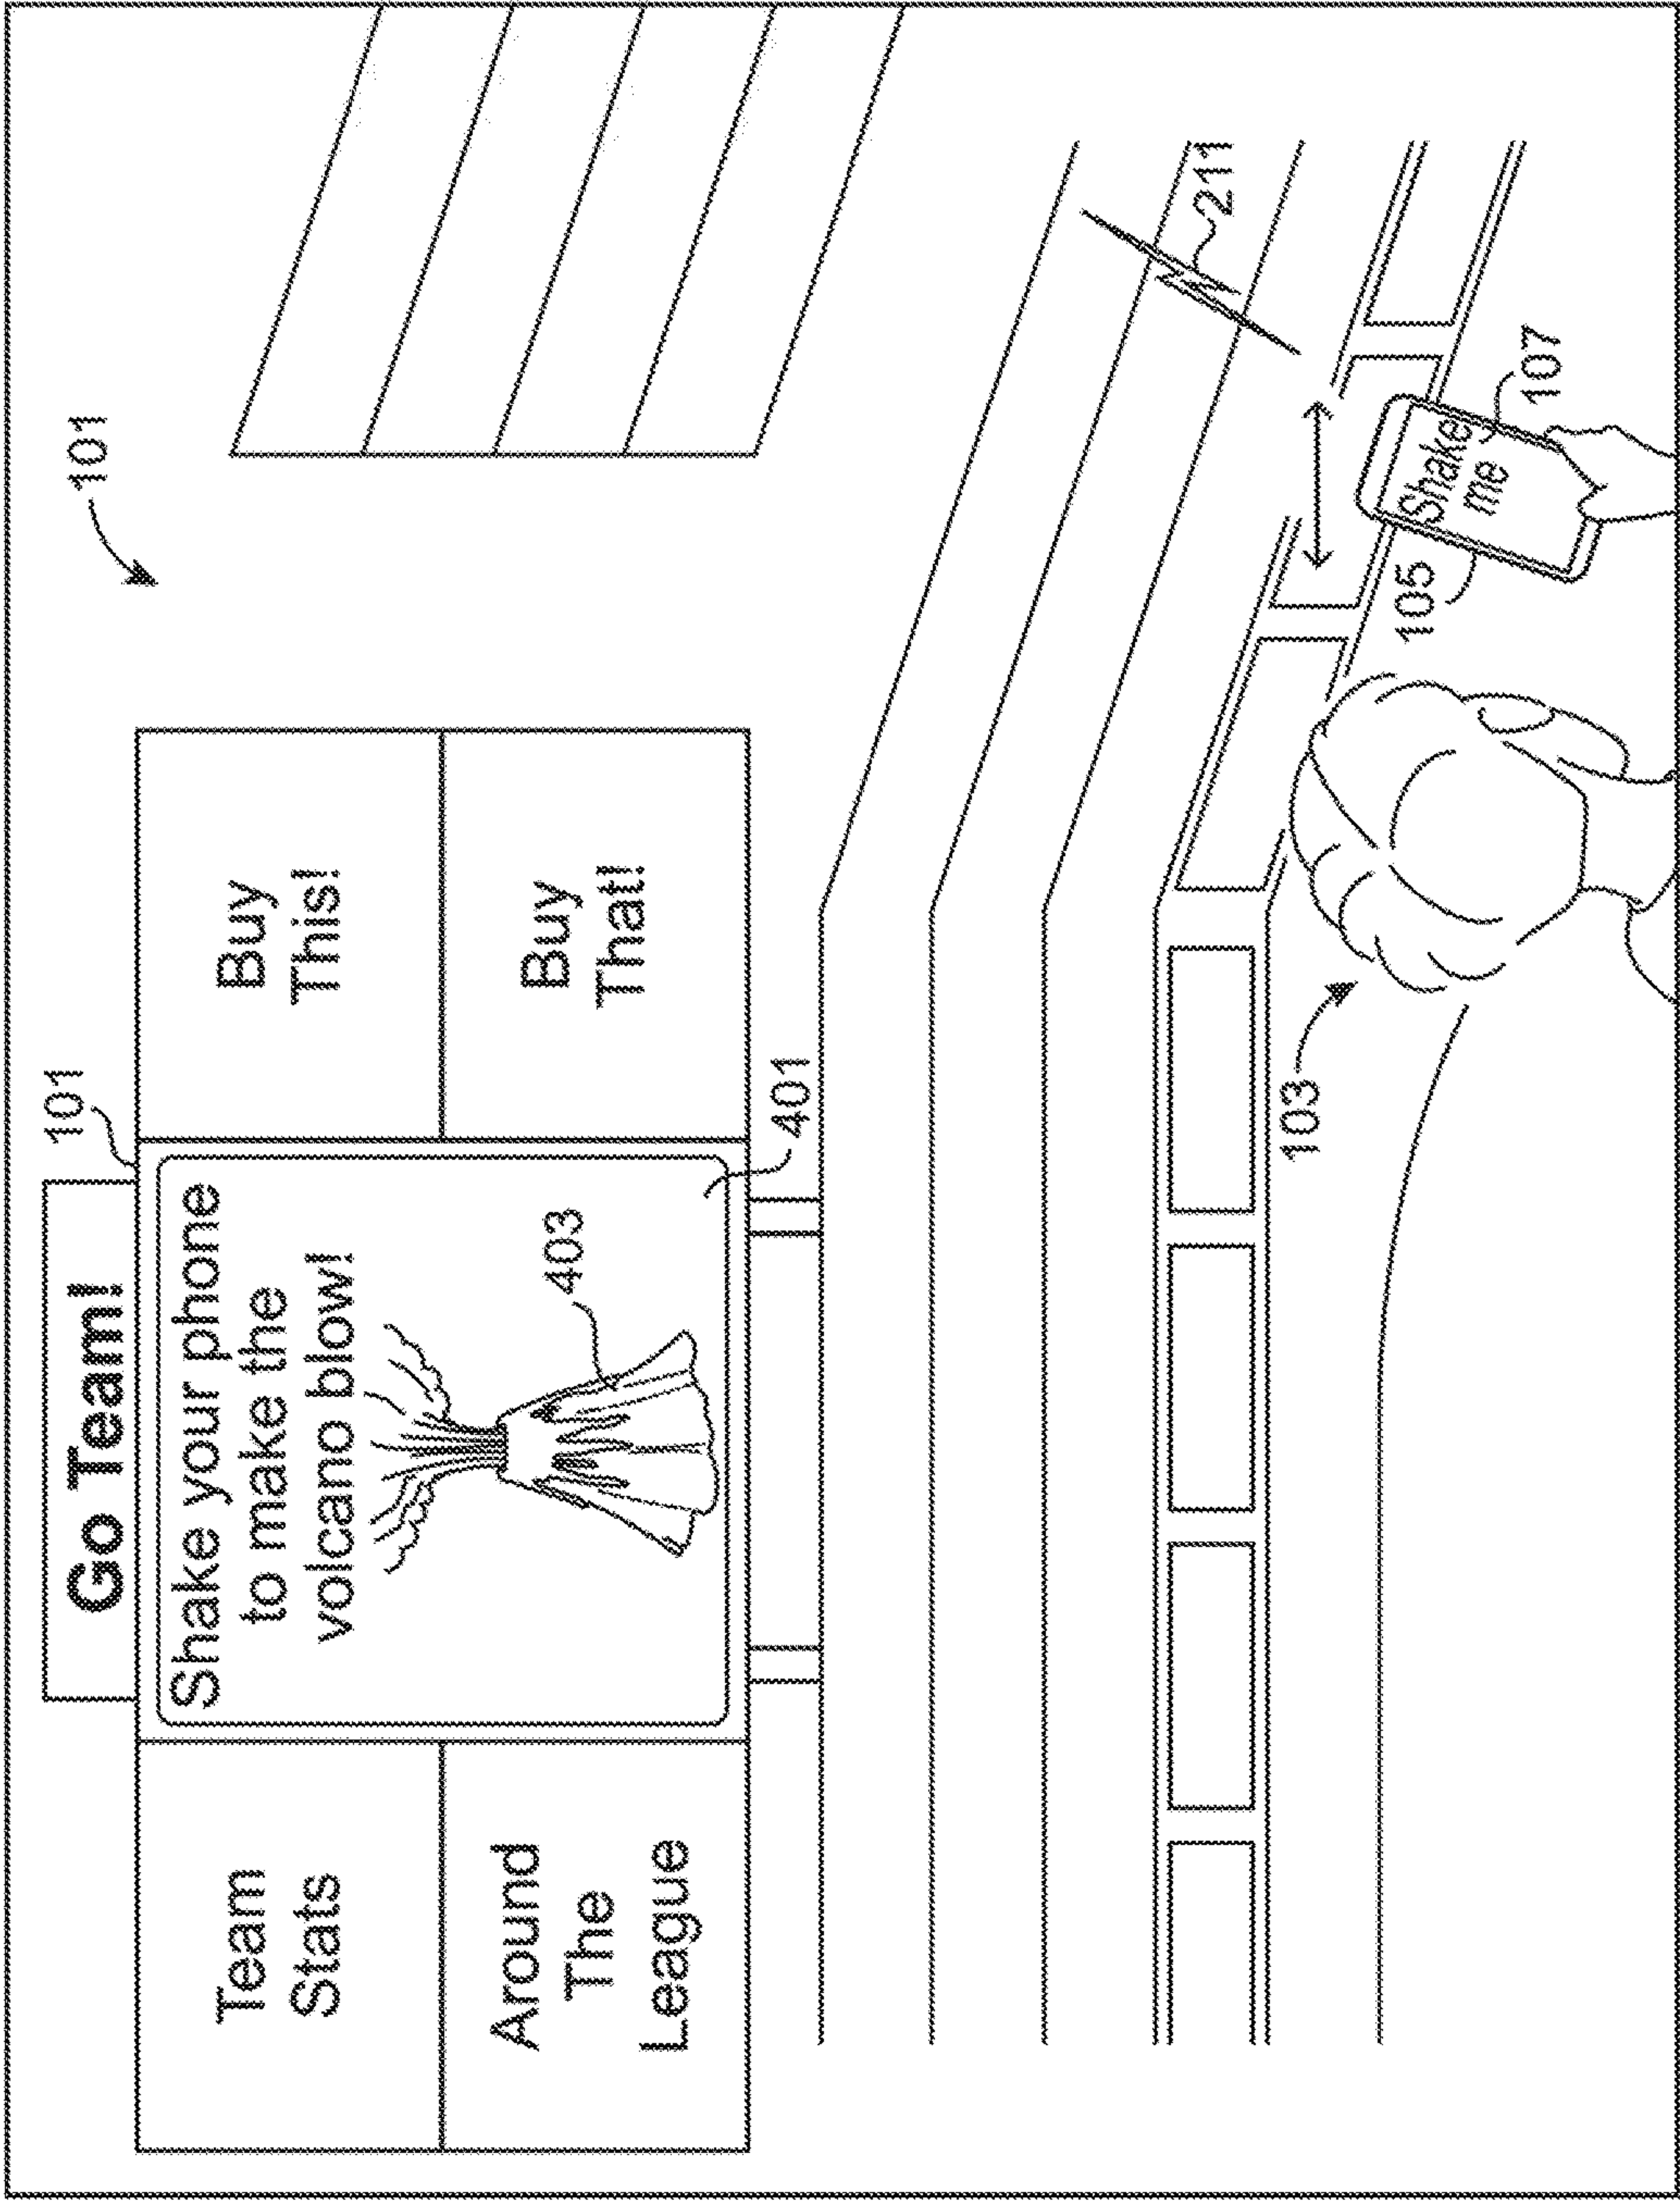 101
Go Team!
101
Team
Stats
Around
The
League
Shake your phone
to make the
volcano blow!
403
401
Buy
This!
Buy
That!
211
103
105
Shake
me
107